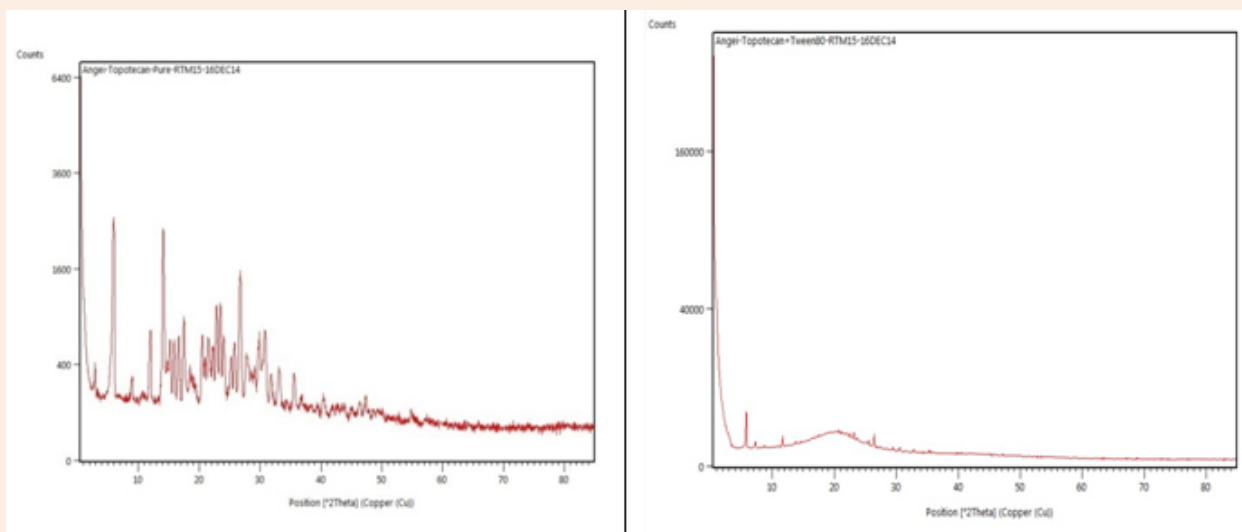 Counts
Angei-Topotecan-Pure-RTM15-16DEC14
6400
3600
1600
400
0
10 20 30 40 50 60 70 80
Position [°2Theta] (Copper (Cu))
Counts
Angei-Topotecan+Tween80-RTM15-16DEC14
160000
40000
0
10 20 30 40 50 60 70 80
Position [°2Theta] (Copper (Cu))